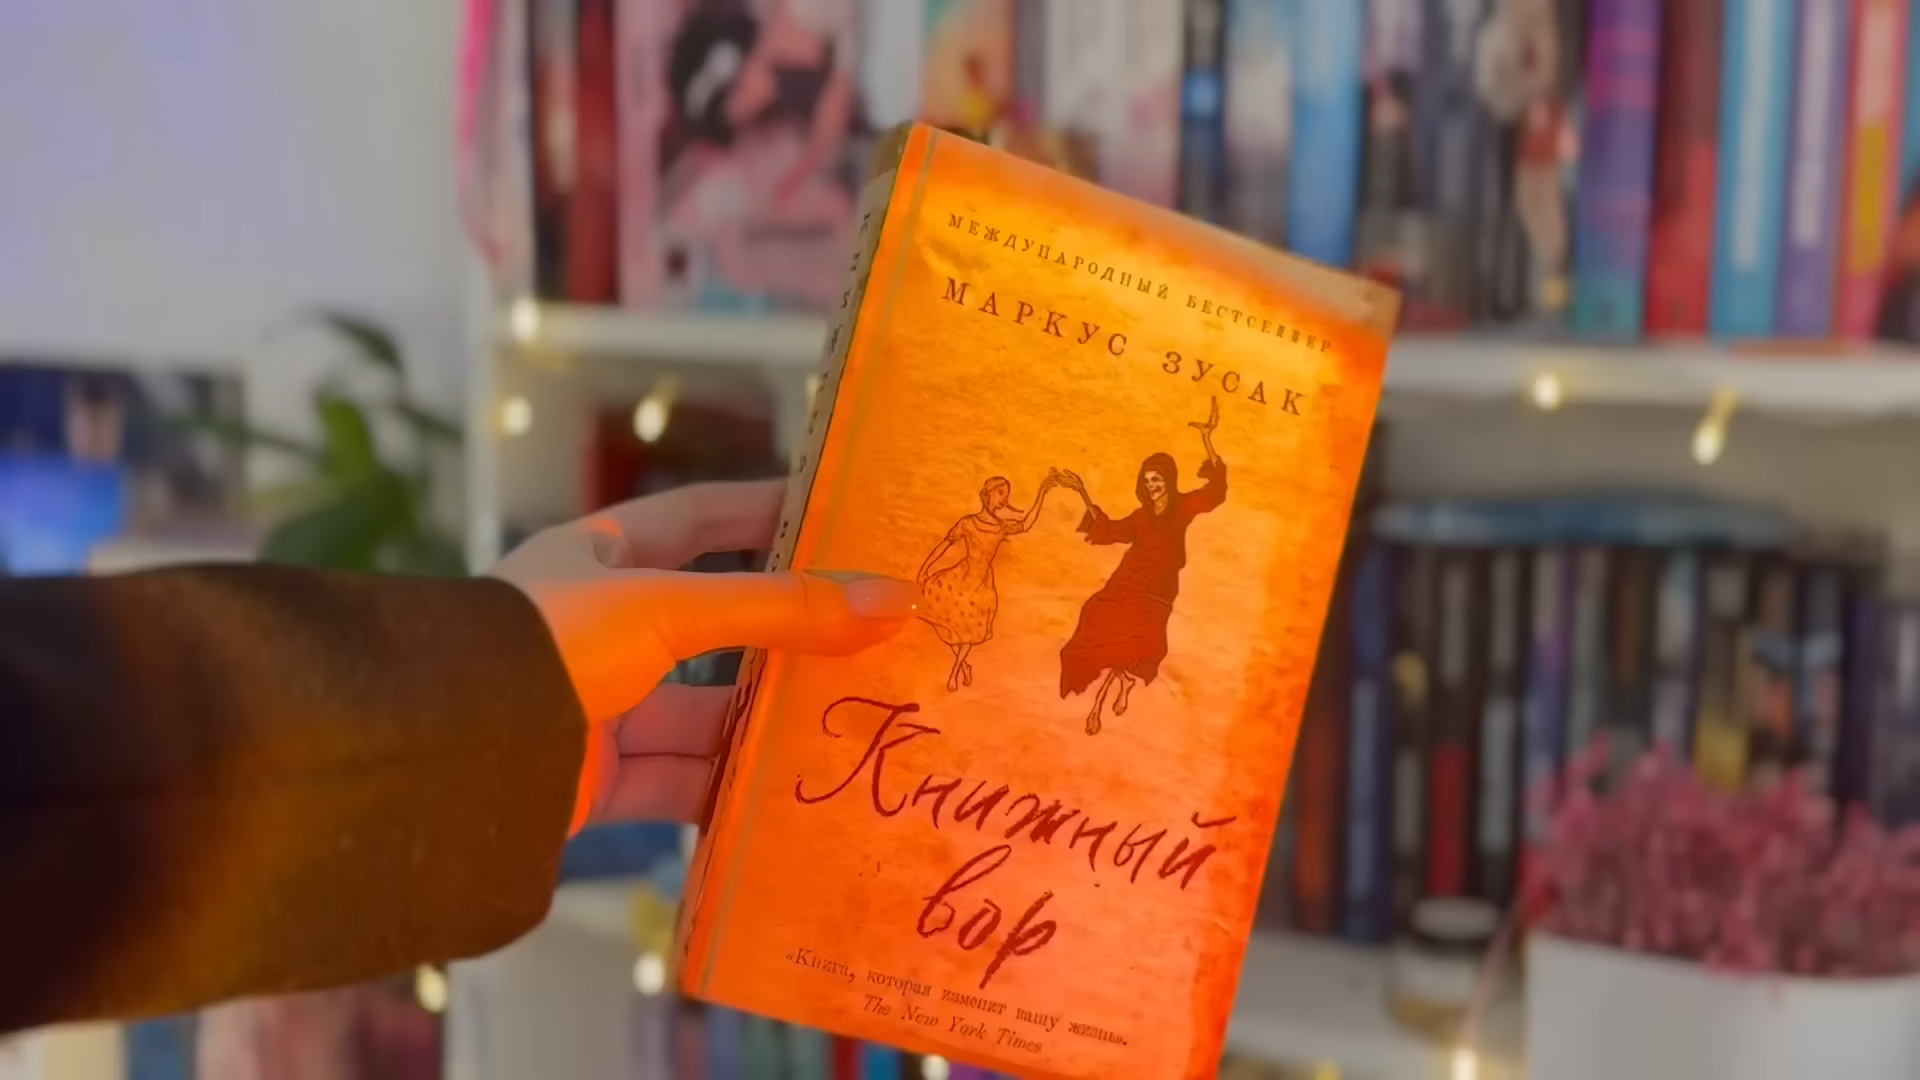 МЕЖДУНАРОДНЫЙ БЕСТСЕЛЛЕР
МАРКУС ЗУСАК
Книжный
вор
«Книга, которая изменит вашу жизнь».
The New York Times